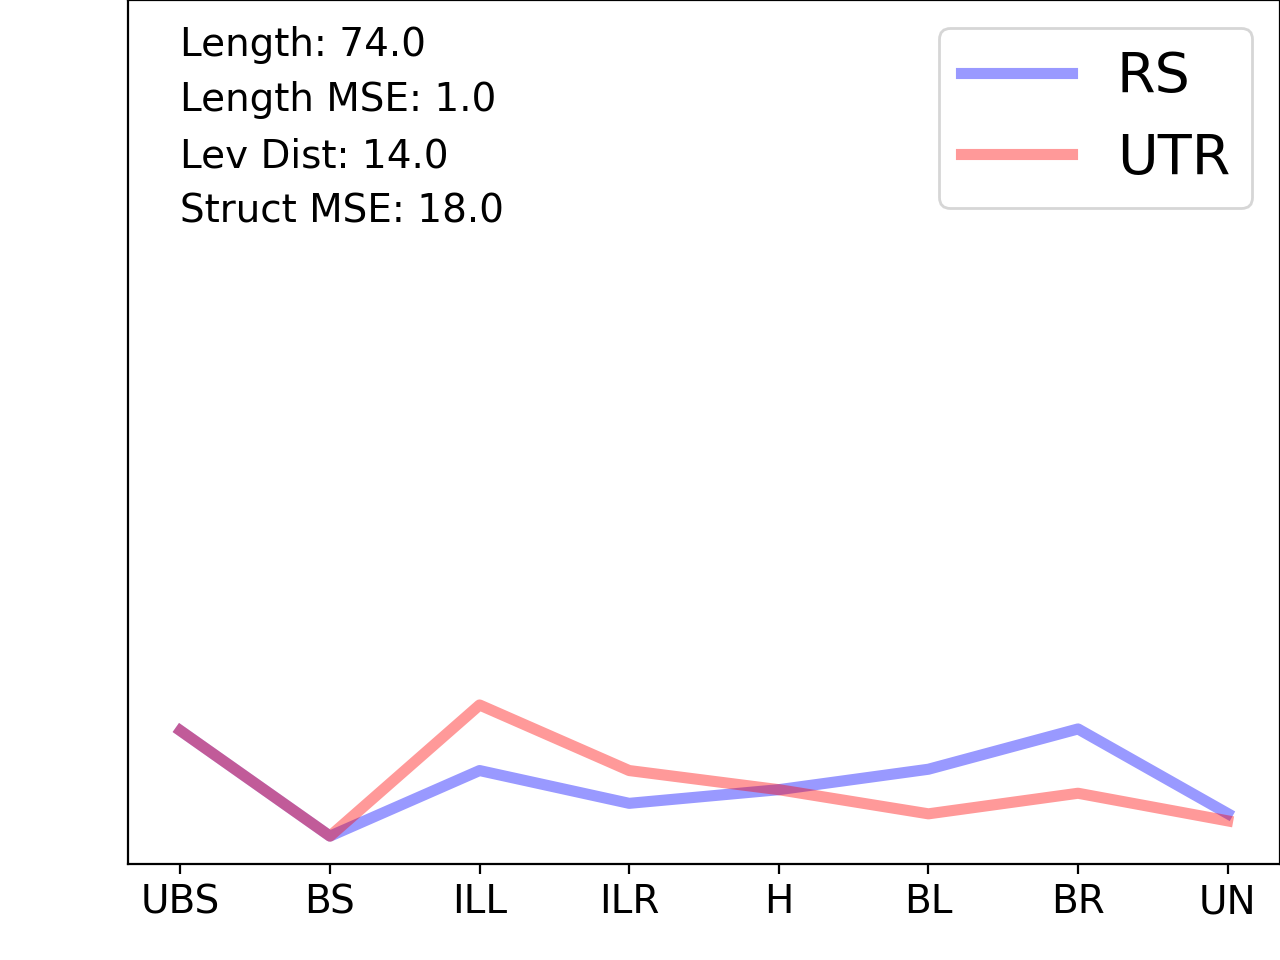 Length: 74.0
Length MSE: 1.0
Lev Dist: 14.0
Struct MSE: 18.0
RS
UTR
UBS BS ILL ILR H BL BR UN